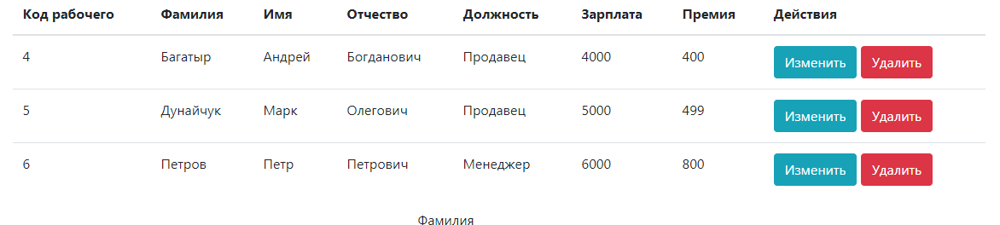 Код рабочего Фамилия Имя Отчество Должность Зарплата Премия Действия
4 Багатыр Андрей Богданович Продавец 4000 400 Изменить Удалить
5 Дунайчук Марк Олегович Продавец 5000 499 Изменить Удалить
6 Петров Петр Петрович Менеджер 6000 800 Изменить Удалить
Фамилия